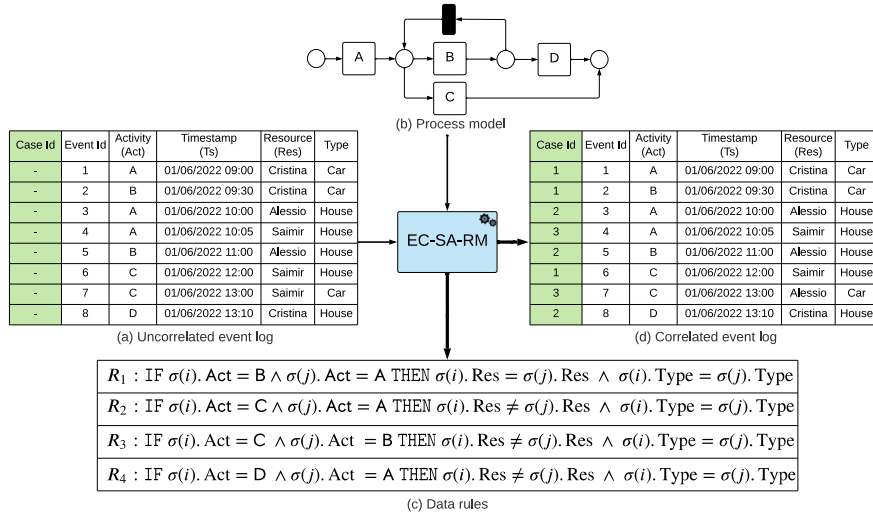 A
B
D
C
(b) Process model
Case Id Event Id Activity (Act) Timestamp (Ts) Resource (Res) Type
- 1 A 01/06/2022 09:00 Cristina Car
- 2 B 01/06/2022 09:30 Cristina Car
- 3 A 01/06/2022 10:00 Alessio House
- 4 A 01/06/2022 10:05 Saimir House
- 5 B 01/06/2022 11:00 Alessio House
- 6 C 01/06/2022 12:00 Saimir House
- 7 C 01/06/2022 13:00 Saimir Car
- 8 D 01/06/2022 13:10 Cristina House
(a) Uncorrelated event log
EC-SA-RM
Case Id Event Id Activity (Act) Timestamp (Ts) Resource (Res) Type
1 1 A 01/06/2022 09:00 Cristina Car
1 2 B 01/06/2022 09:30 Cristina Car
2 3 A 01/06/2022 10:00 Alessio House
3 4 A 01/06/2022 10:05 Saimir House
2 5 B 01/06/2022 11:00 Alessio House
1 6 C 01/06/2022 12:00 Saimir House
3 7 C 01/06/2022 13:00 Alessio Car
2 8 D 01/06/2022 13:10 Cristina House
(d) Correlated event log
R₁ : IF σ(i). Act = B ∧ σ(j). Act = A THEN σ(i). Res = σ(j). Res ∧ σ(i). Type = σ(j). Type
R₂ : IF σ(i). Act = C ∧ σ(j). Act = A THEN σ(i). Res ≠ σ(j). Res ∧ σ(i). Type = σ(j). Type
R₃ : IF σ(i). Act = C ∧ σ(j). Act = B THEN σ(i). Res ≠ σ(j). Res ∧ σ(i). Type = σ(j). Type
R₄ : IF σ(i). Act = D ∧ σ(j). Act = A THEN σ(i). Res ≠ σ(j). Res ∧ σ(i). Type = σ(j). Type
(c) Data rules